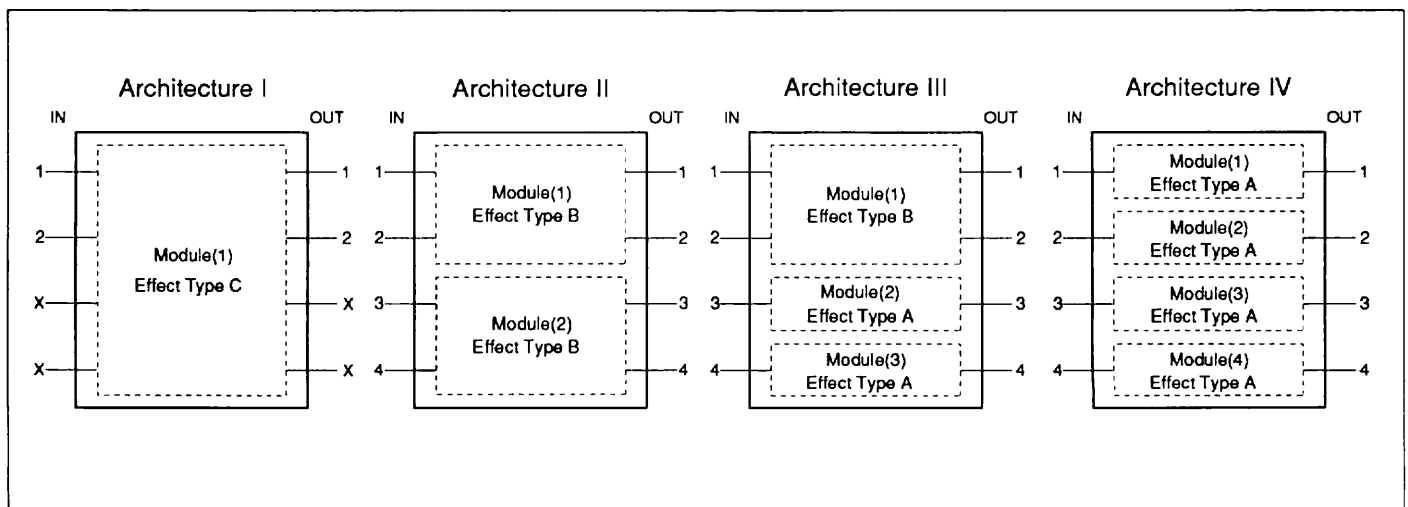 Architecture I
IN OUT
1 1
2 2
X X
X X
Module(1)
Effect Type C
Architecture II
IN OUT
1 1
2 2
3 3
4 4
Module(1)
Effect Type B
Module(2)
Effect Type B
Architecture III
IN OUT
1 1
2 2
3 3
4 4
Module(1)
Effect Type B
Module(2)
Effect Type A
Module(3)
Effect Type A
Architecture IV
IN OUT
1 1
2 2
3 3
4 4
Module(1)
Effect Type A
Module(2)
Effect Type A
Module(3)
Effect Type A
Module(4)
Effect Type A